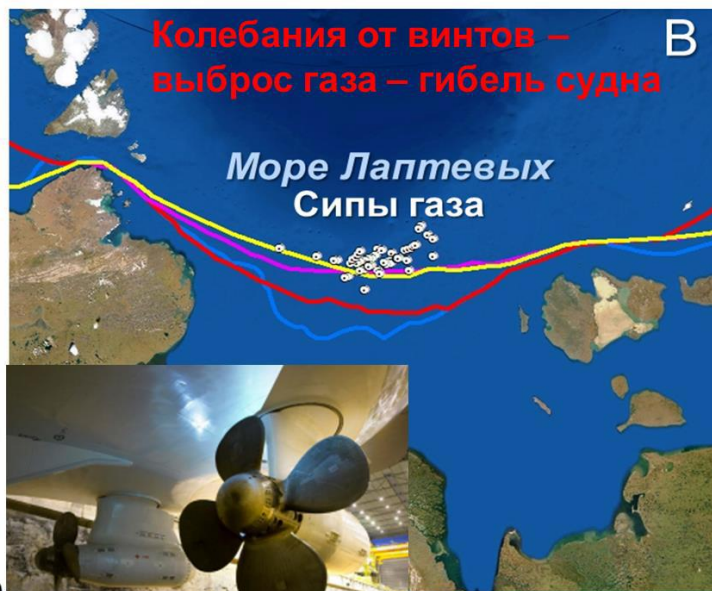 Колебания от винтов –
выброс газа – гибель судна
В
Море Лаптевых
Сипы газа